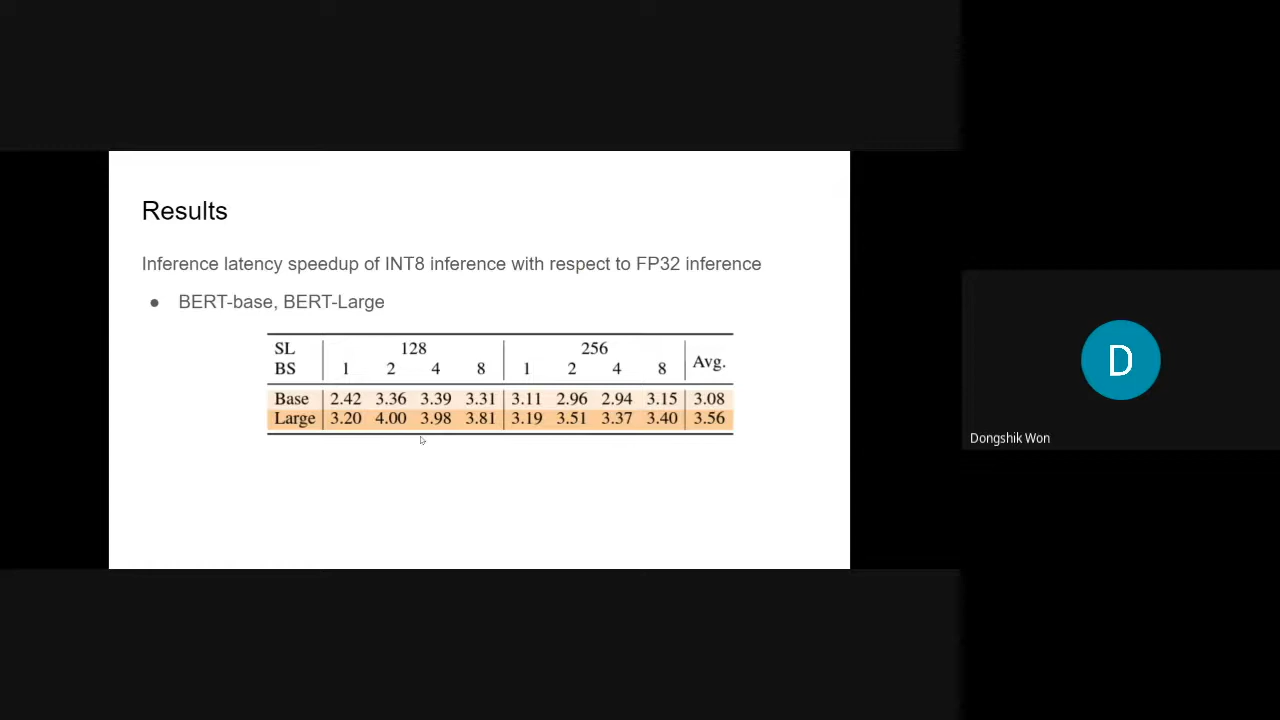 Results
Inference latency speedup of INT8 inference with respect to FP32 inference
● BERT-base, BERT-Large
SL 128 256 Avg.
BS 1 2 4 8 1 2 4 8
Base 2.42 3.36 3.39 3.31 3.11 2.96 2.94 3.15 3.08
Large 3.20 4.00 3.98 3.81 3.19 3.51 3.37 3.40 3.56
D
Dongshik Won